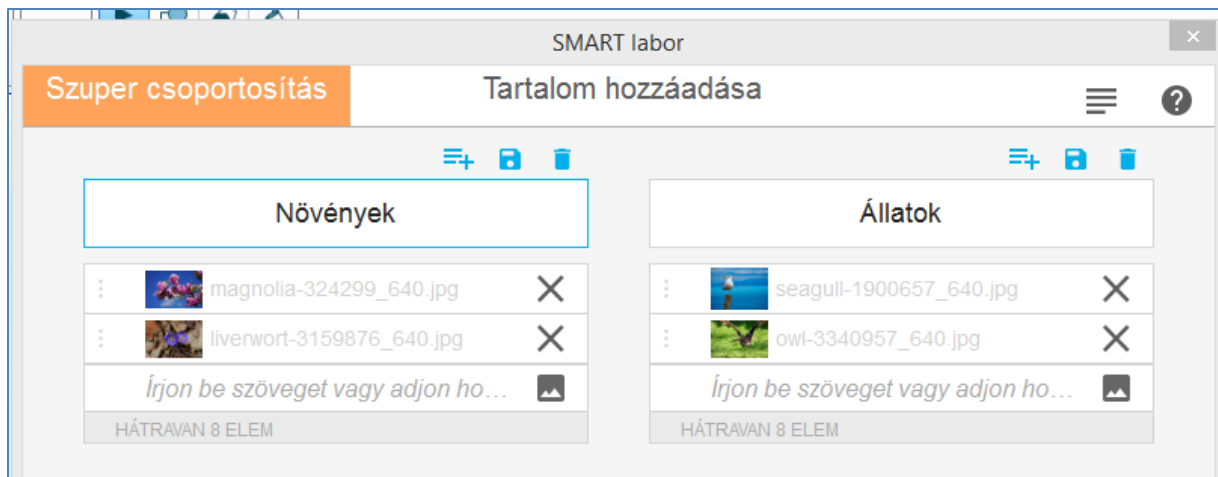 SMART labor
Szuper csoportosítás Tartalom hozzáadása
Növények
magnolia-324299_640.jpg
liverwort-3159876_640.jpg
Írjon be szöveget vagy adjon ho...
HÁTRAVAN 8 ELEM
Állatok
seagull-1900657_640.jpg
owl-3340957_640.jpg
Írjon be szöveget vagy adjon ho...
HÁTRAVAN 8 ELEM